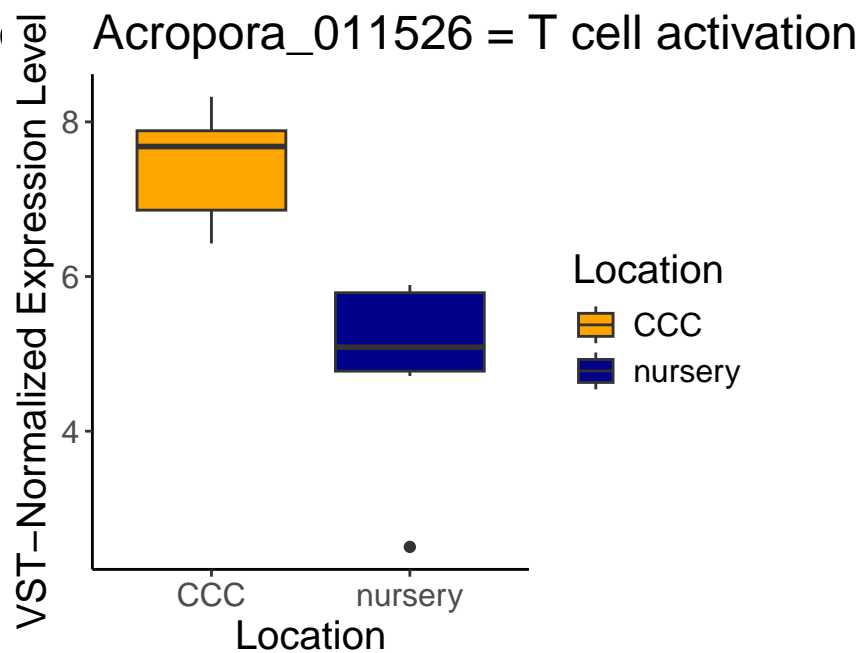 Acropora_011526 = T cell activation
VST−Normalized Expression Level
8
6
4
CCC nursery
Location
Location
CCC
nursery